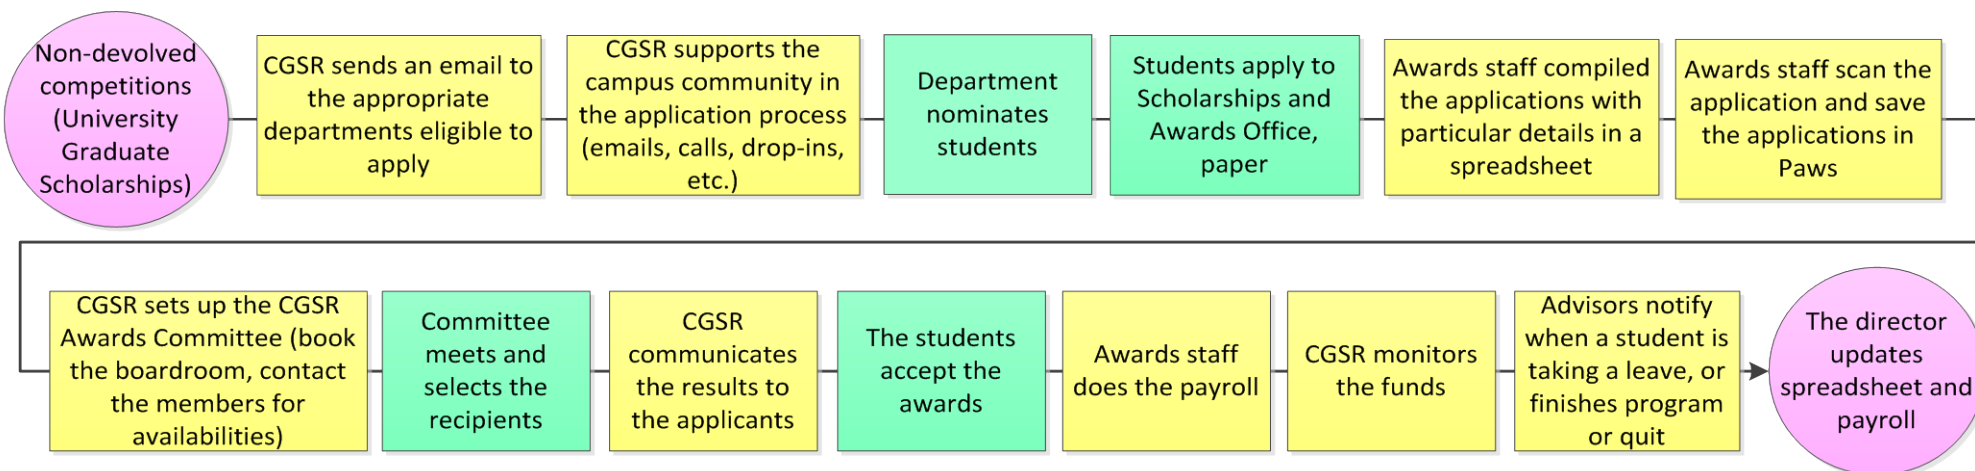 Non-devolved
competitions
(University
Graduate
Scholarships)
CGSR sends an email to
the appropriate
departments eligible to
apply
CGSR supports the
campus community in
the application process
(emails, calls, drop-ins,
etc.)
Department
nominates
students
Students apply to
Scholarships and
Awards Office,
paper
Awards staff compiled
the applications with
particular details in a
spreadsheet
Awards staff scan the
application and save
the applications in
Paws
CGSR sets up the CGSR
Awards Committee (book
the boardroom, contact
the members for
availabilities)
Committee
meets and
selects the
recipients
CGSR
communicates
the results to
the applicants
The students
accept the
awards
Awards staff
does the payroll
CGSR monitors
the funds
Advisors notify
when a student is
taking a leave, or
finishes program
or quit
The director
updates
spreadsheet and
payroll